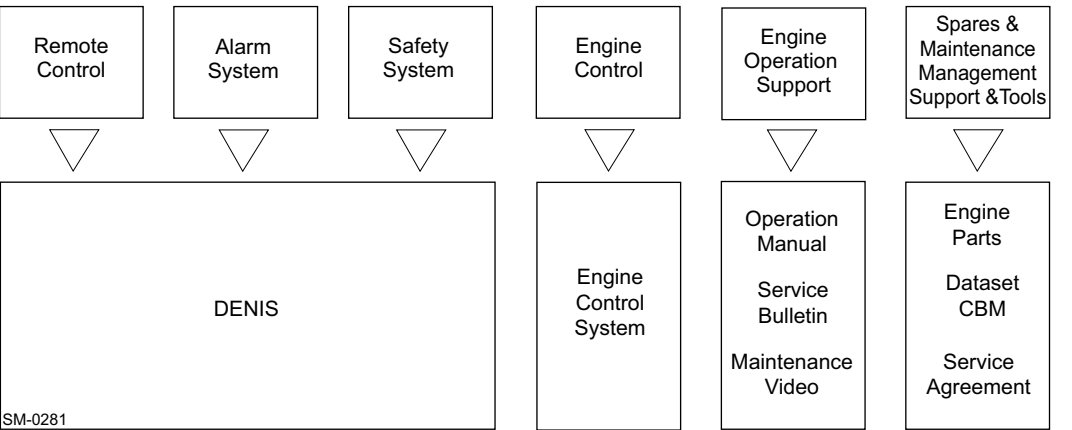 Remote
Control
Alarm
System
Safety
System
Engine
Control
Engine
Operation
Support
Spares &
Maintenance
Management
Support &Tools
DENIS
SM-0281
Engine
Control
System
Operation
Manual
Service
Bulletin
Maintenance
Video
Engine
Parts
Dataset
CBM
Service
Agreement